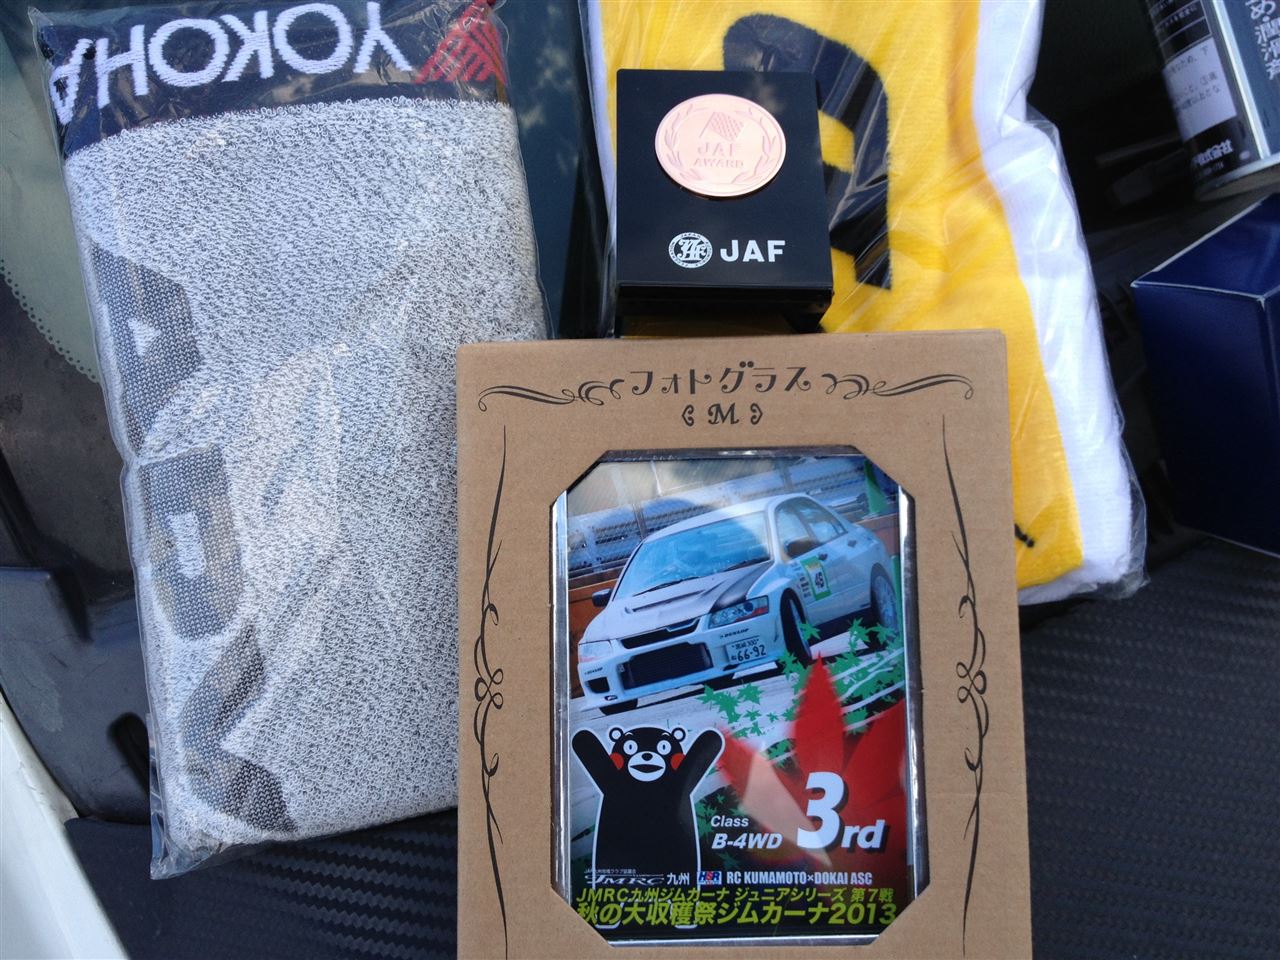 YOKOHA
JAF
AWARD
JAF
フォトグラス
M
48
DUNLOP
66-92
3rd
Class
B-4WD
JMRC 九州
RC KUMAMOTO×DOKAI ASC
JMRC九州ジムカーナ ジュニアシリーズ 第7戦
秋の大収穫祭ジムカーナ2013